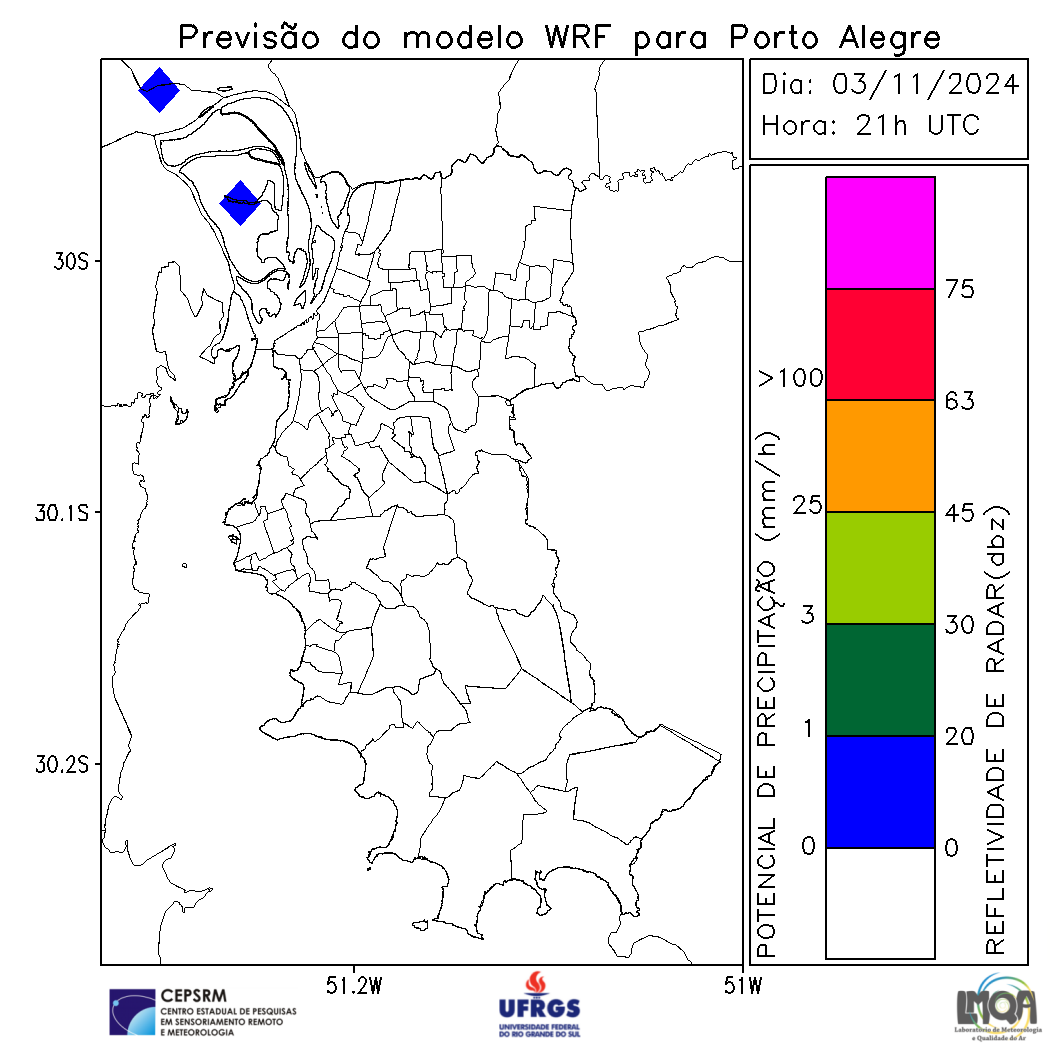 Previsão do modelo WRF para Porto Alegre
Dia: 03/11/2024
Hora: 21h UTC
30S
30.1S
30.2S
51.2W
51W
POTENCIAL DE PRECIPITAÇÃO (mm/h)
>100
25
3
1
0
75
63
45
30
20
0
REFLETIVIDADE DE RADAR(dbz)
CEPSRM
CENTRO ESTADUAL DE PESQUISAS
EM SENSORIAMENTO REMOTO
E METEOROLOGIA
UFRGS
UNIVERSIDADE FEDERAL
DO RIO GRANDE DO SUL
LMQA
Laboratório de Meteorologia
e Qualidade do Ar